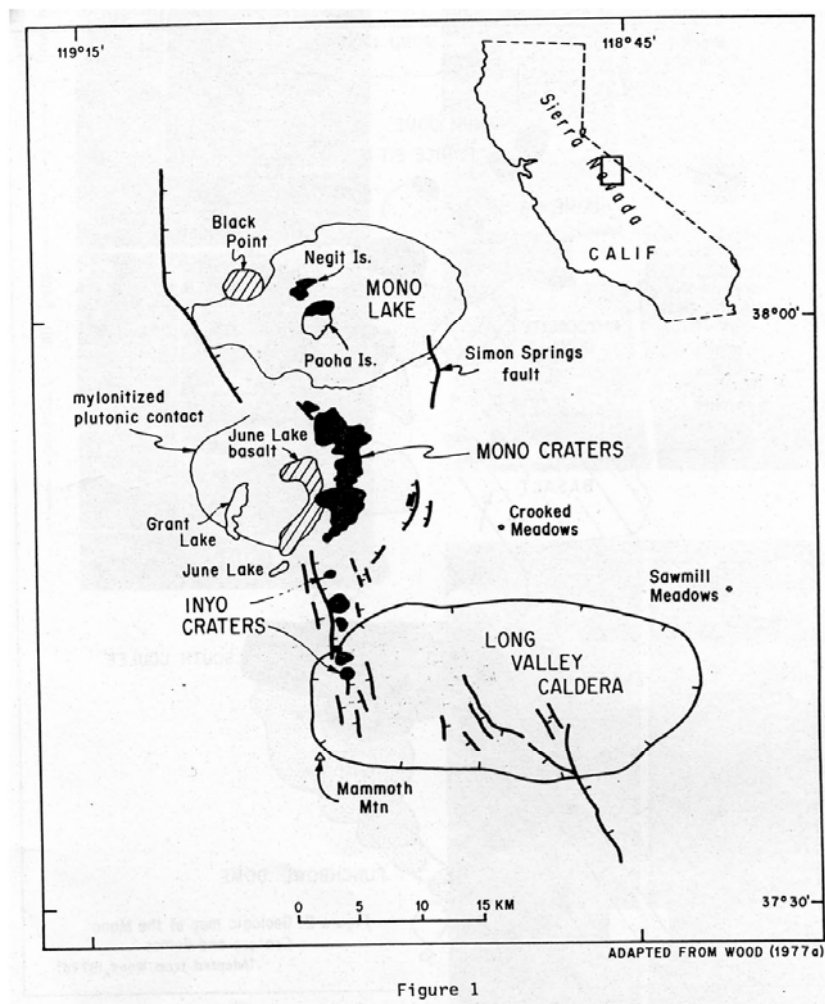 119°15'
118°45'
Sierra Nevada
CALIF
Black
Point
Negit Is.
MONO
LAKE
38°00'
Paoha Is.
Simon Springs
fault
mylonitized
plutonic contact
June Lake
basalt
MONO CRATERS
Grant
Lake
Crooked
Meadows
June Lake
Sawmill
Meadows
INYO
CRATERS
LONG
VALLEY
CALDERA
Mammoth
Mtn
0 5 10 15 KM
37°30'
ADAPTED FROM WOOD (1977a)
Figure 1